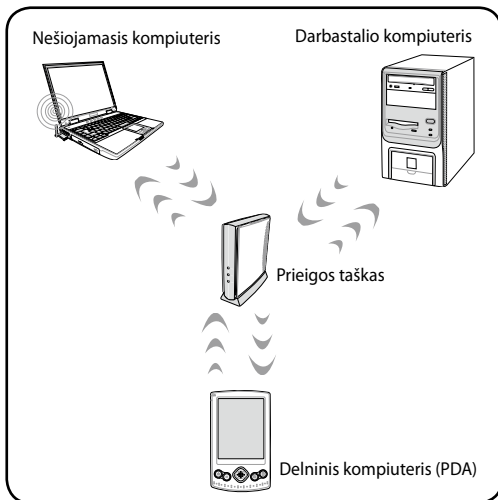 Nešiojamasis kompiuteris
Darbastalio kompiuteris
Prieigos taškas
Delninis kompiuteris (PDA)